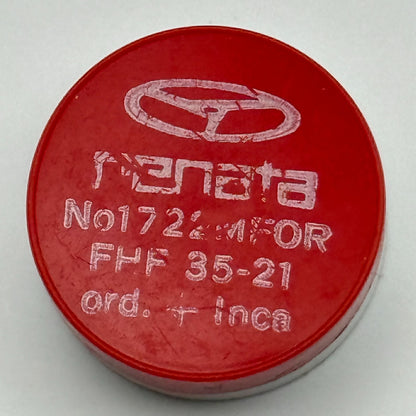 renata
No1722MFOR
FHF 35-21
ord. + Inca